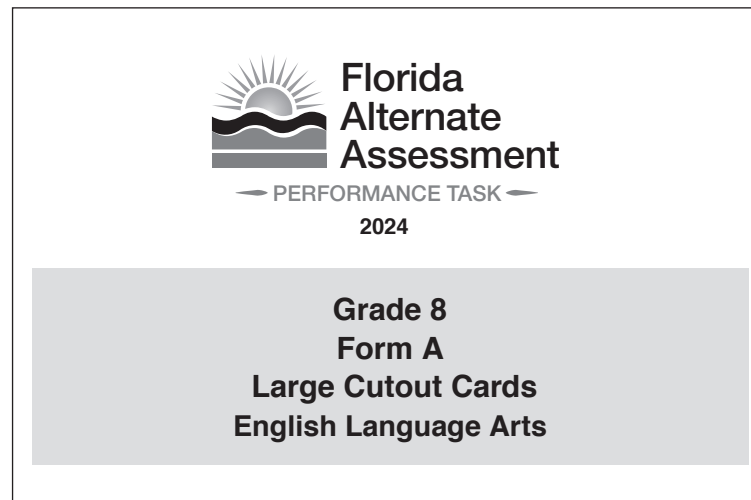 Florida
Alternate
Assessment
PERFORMANCE TASK
2024
Grade 8
Form A
Large Cutout Cards
English Language Arts